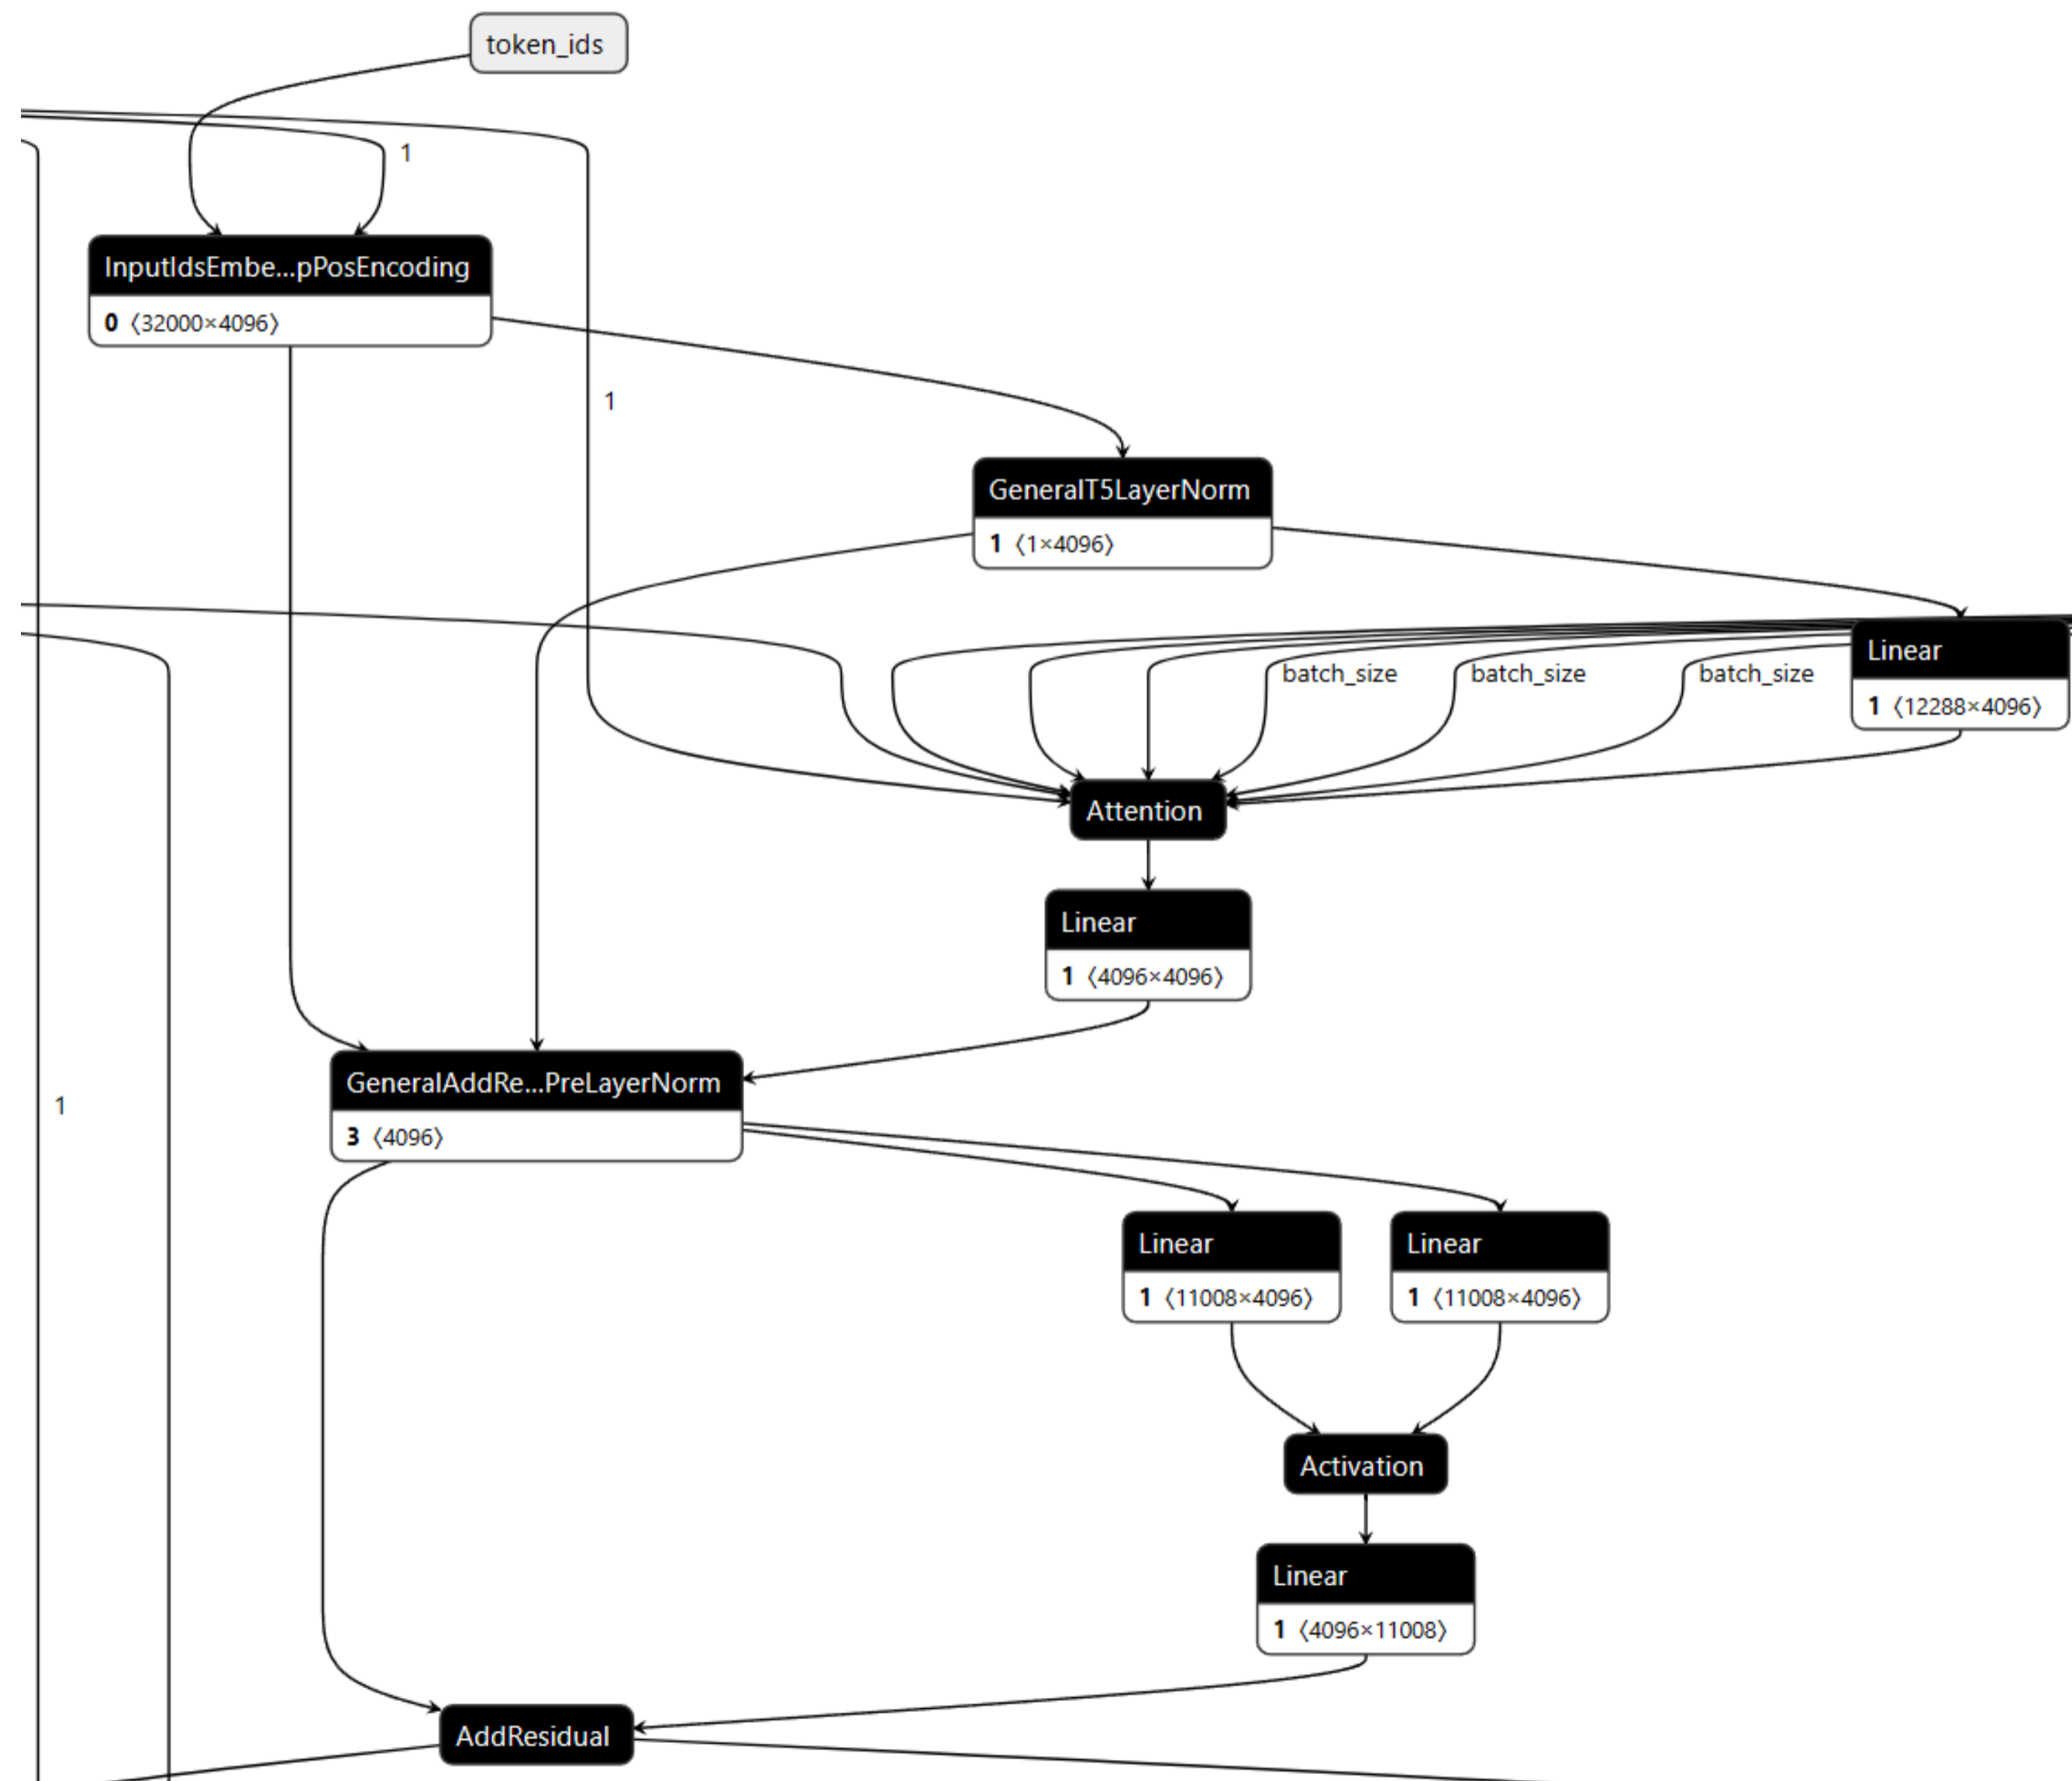 token_ids
1
InputIdsEmbe...pPosEncoding
0 〈32000×4096〉
1
GeneralT5LayerNorm
1 〈1×4096〉
Linear
1 〈12288×4096〉
batch_size
batch_size
batch_size
Attention
Linear
1 〈4096×4096〉
GeneralAddRe...PreLayerNorm
3 〈4096〉
1
Linear
1 〈11008×4096〉
Linear
1 〈11008×4096〉
Activation
Linear
1 〈4096×11008〉
AddResidual